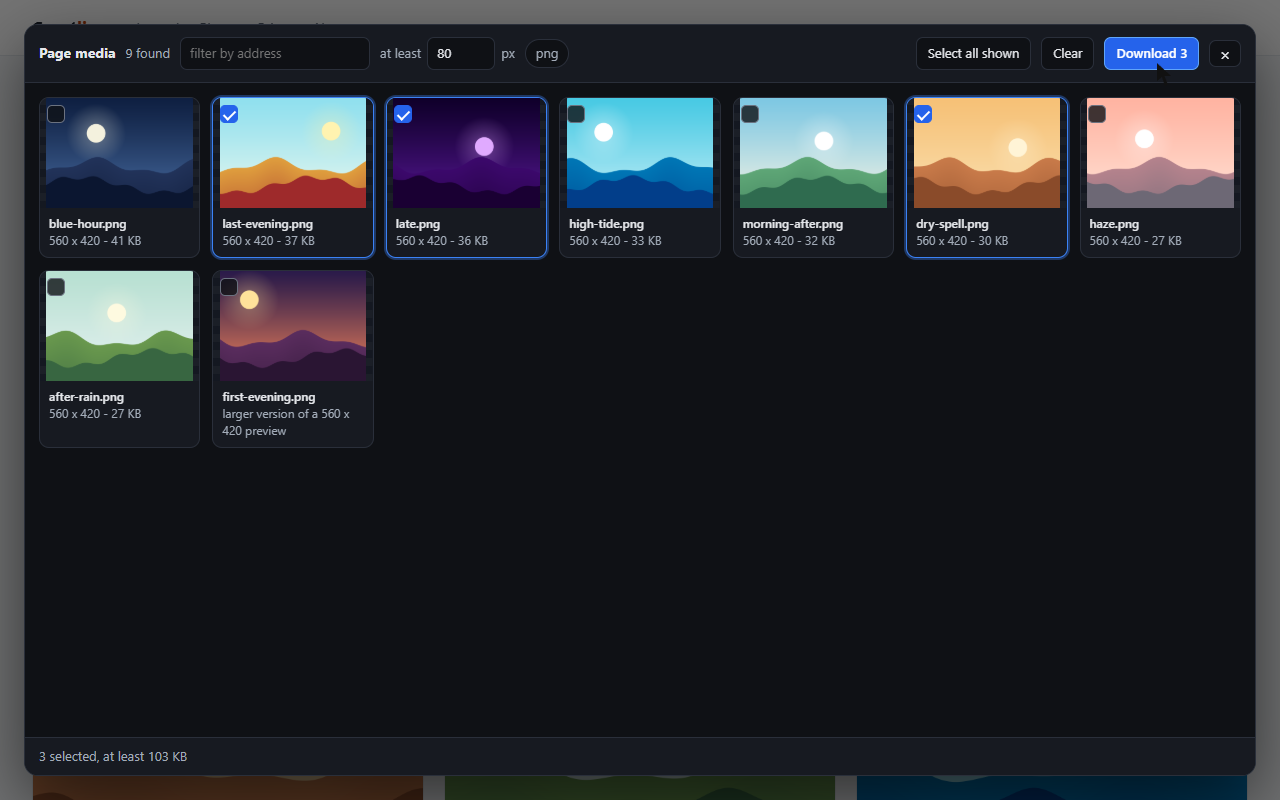 Page media 9 found filter by address at least 80 px png Select all shown Clear Download 3 ×
blue-hour.png
560 x 420 - 41 KB
last-evening.png
560 x 420 - 37 KB
late.png
560 x 420 - 36 KB
high-tide.png
560 x 420 - 33 KB
morning-after.png
560 x 420 - 32 KB
dry-spell.png
560 x 420 - 30 KB
haze.png
560 x 420 - 27 KB
after-rain.png
560 x 420 - 27 KB
first-evening.png
larger version of a 560 x
420 preview
3 selected, at least 103 KB